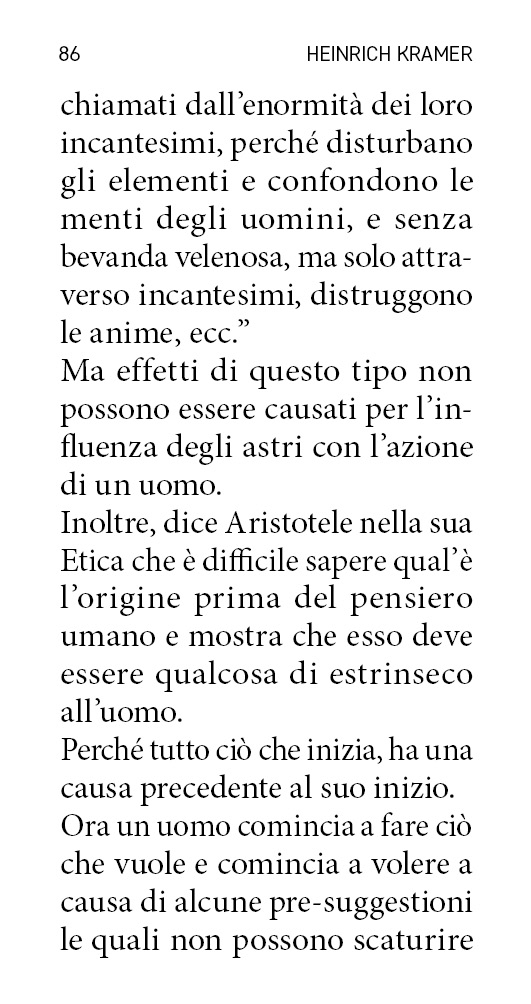 86 HEINRICH KRAMER
chiamati dall’enormità dei loro
incantesimi, perché disturbano
gli elementi e confondono le
menti degli uomini, e senza
bevanda velenosa, ma solo attra-
verso incantesimi, distruggono
le anime, ecc.”
Ma effetti di questo tipo non
possono essere causati per l’in-
fluenza degli astri con l’azione
di un uomo.
Inoltre, dice Aristotele nella sua
Etica che è difficile sapere qual’è
l’origine prima del pensiero
umano e mostra che esso deve
essere qualcosa di estrinseco
all’uomo.
Perché tutto ciò che inizia, ha una
causa precedente al suo inizio.
Ora un uomo comincia a fare ciò
che vuole e comincia a volere a
causa di alcune pre-suggestioni
le quali non possono scaturire